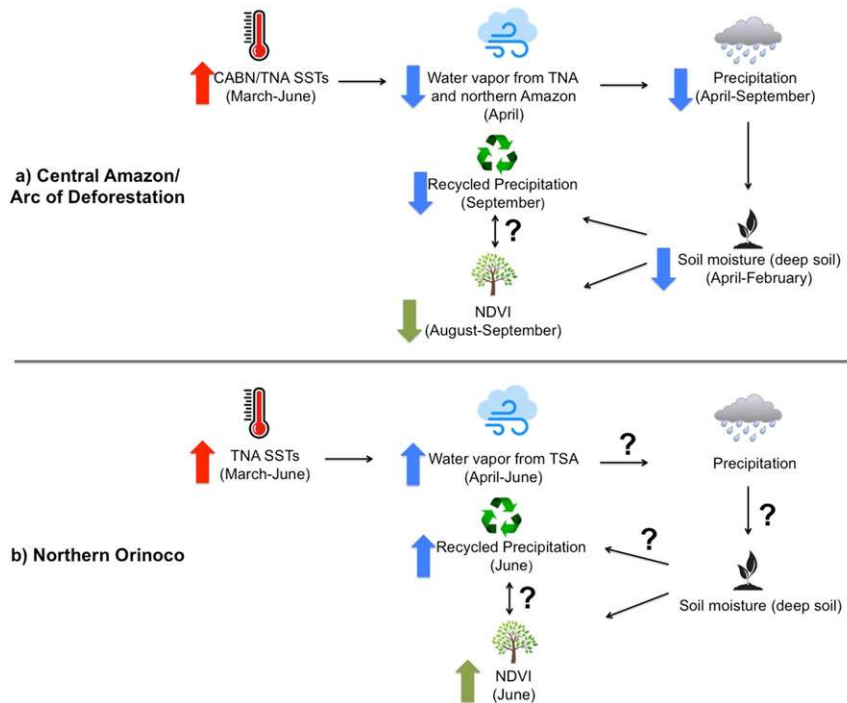 CABN/TNA SSTs
(March-June)
Water vapor from TNA
and northern Amazon
(April)
Precipitation
(April-September)
a) Central Amazon/
Arc of Deforestation
Recycled Precipitation
(September)
?
Soil moisture (deep soil)
(April-February)
NDVI
(August-September)
TNA SSTs
(March-June)
Water vapor from TSA
(April-June)
?
Precipitation
?
b) Northern Orinoco
Recycled Precipitation
(June)
?
?
Soil moisture (deep soil)
NDVI
(June)